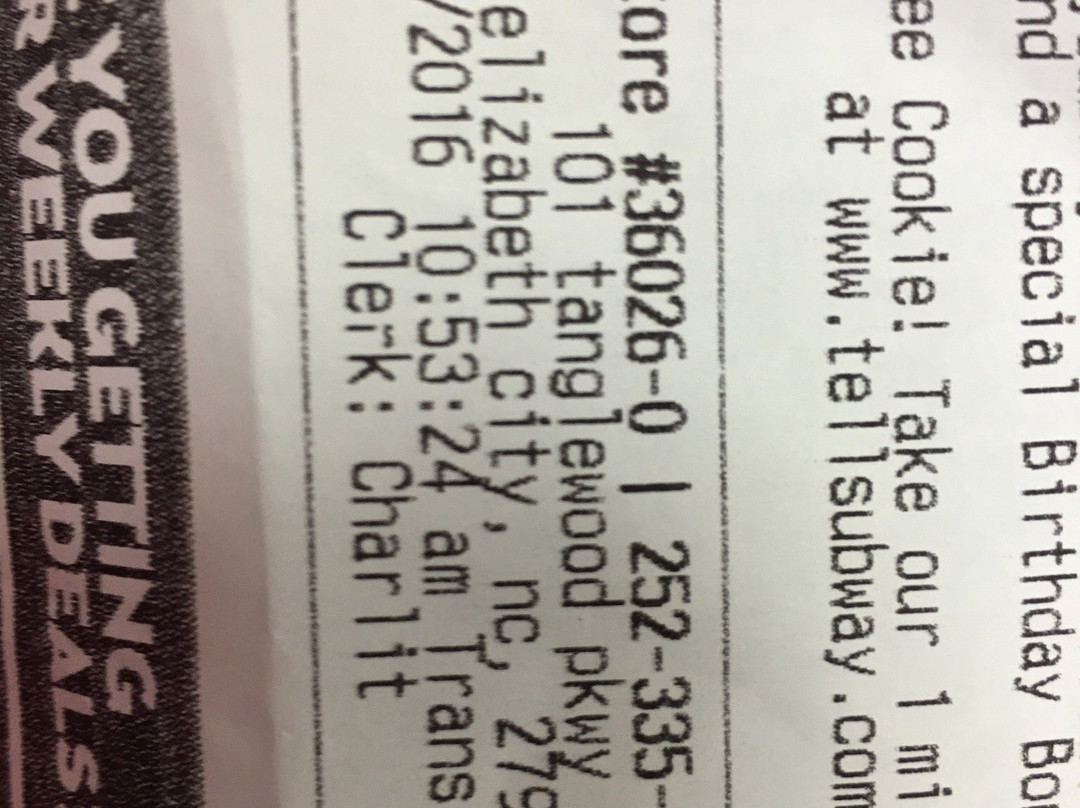 nd a special Birthday Bo
ee Cookie! Take our 1 mi
at www.tellsubway.com
ore #36026-0 | 252-335-
101 tanglewood pkwy
elizabeth city, nc, 279
/2016 10:53:24 am Trans
Clerk: Charlit
YOU GETTING
R WEEKLY DEALS